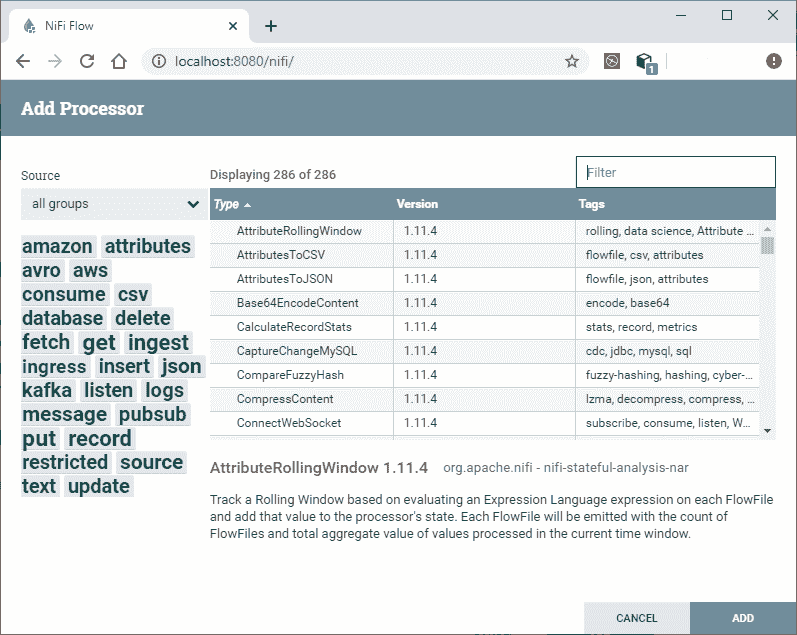 NiFi Flow
localhost:8080/nifi/
1
Add Processor
Source
Displaying 286 of 286
Filter
all groups
Type Version Tags
AttributeRollingWindow 1.11.4 rolling, data science, Attribute ...
AttributesToCSV 1.11.4 flowfile, csv, attributes
AttributesToJSON 1.11.4 flowfile, json, attributes
Base64EncodeContent 1.11.4 encode, base64
CalculateRecordStats 1.11.4 stats, record, metrics
CaptureChangeMySQL 1.11.4 cdc, jdbc, mysql, sql
CompareFuzzyHash 1.11.4 fuzzy-hashing, hashing, cyber-...
CompressContent 1.11.4 lzma, decompress, compress, ...
ConnectWebSocket 1.11.4 subscribe, consume, listen, W...
amazon attributes
avro aws
consume csv
database delete
fetch get ingest
ingress insert json
kafka listen logs
message pubsub
put record
restricted source
text update
AttributeRollingWindow 1.11.4 org.apache.nifi - nifi-stateful-analysis-nar
Track a Rolling Window based on evaluating an Expression Language expression on each FlowFile
and add that value to the processor's state. Each FlowFile will be emitted with the count of
FlowFiles and total aggregate value of values processed in the current time window.
CANCEL ADD